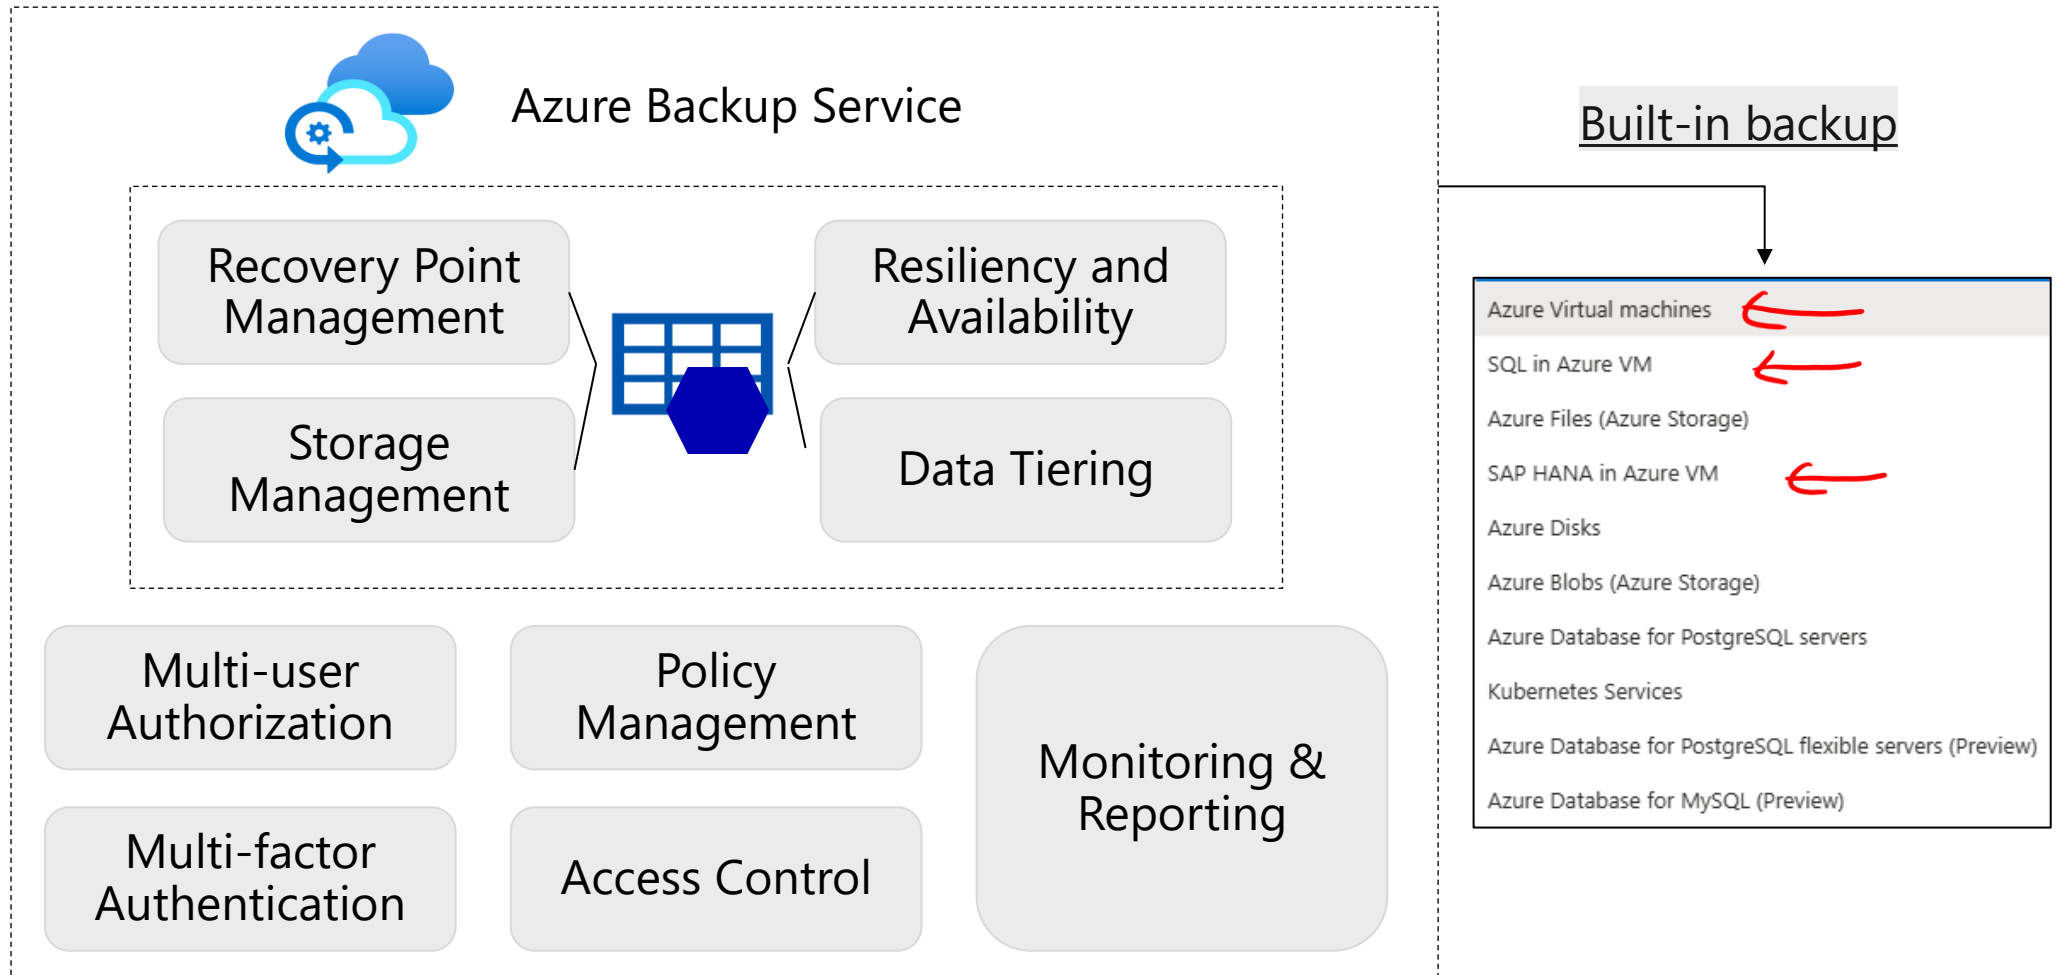 Azure Backup Service
Built-in backup
Recovery Point
Management
Resiliency and
Availability
Storage
Management
Data Tiering
Multi-user
Authorization
Policy
Management
Monitoring &
Reporting
Multi-factor
Authentication
Access Control
Azure Virtual machines
SQL in Azure VM
Azure Files (Azure Storage)
SAP HANA in Azure VM
Azure Disks
Azure Blobs (Azure Storage)
Azure Database for PostgreSQL servers
Kubernetes Services
Azure Database for PostgreSQL flexible servers (Preview)
Azure Database for MySQL (Preview)